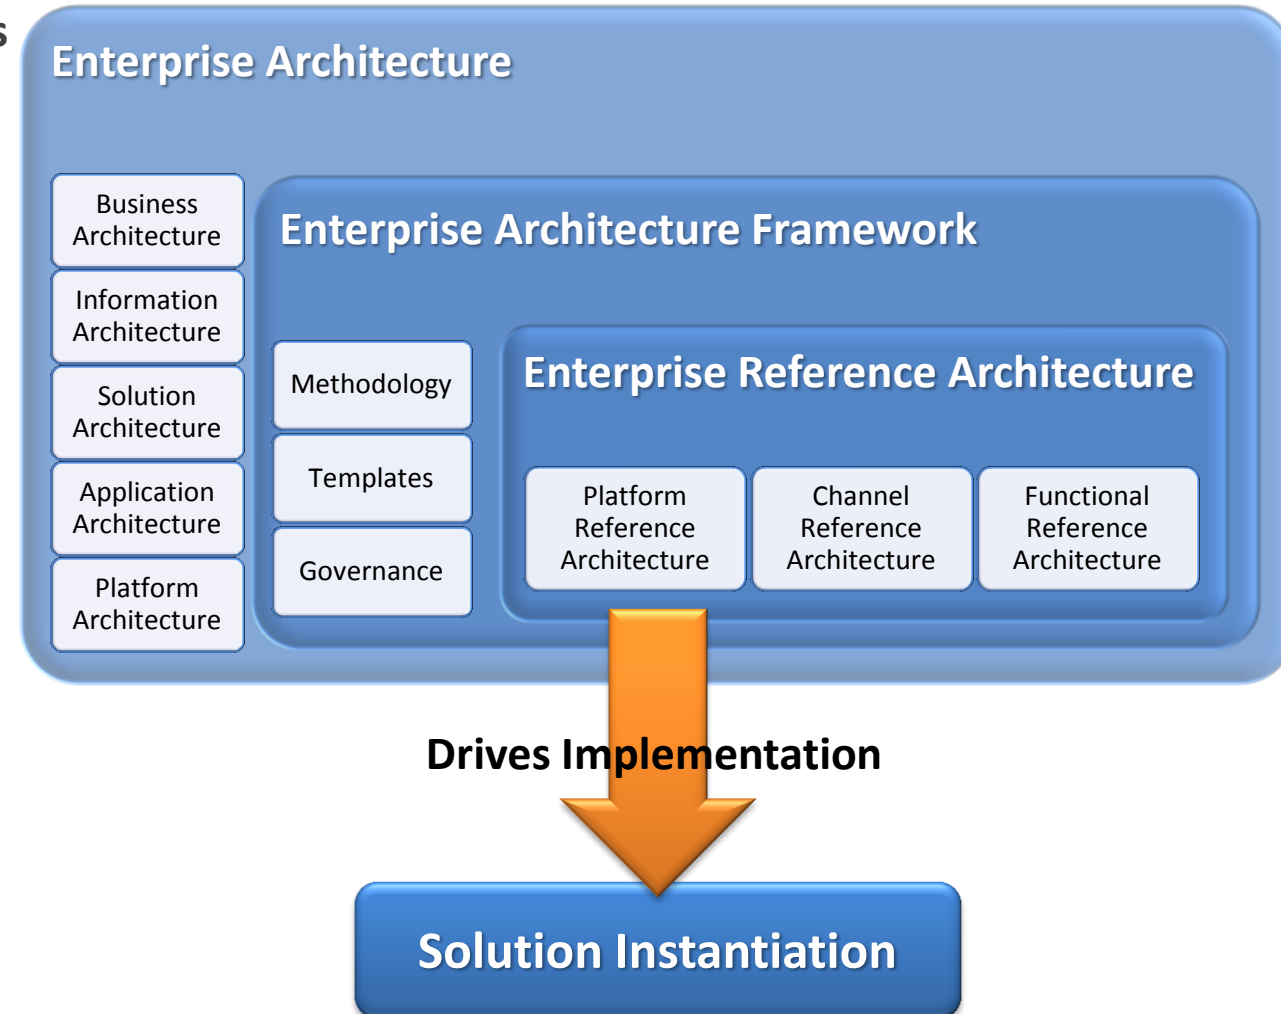 s
Enterprise Architecture
Business
Architecture
Information
Architecture
Solution
Architecture
Application
Architecture
Platform
Architecture
Enterprise Architecture Framework
Methodology
Templates
Governance
Enterprise Reference Architecture
Platform
Reference
Architecture
Channel
Reference
Architecture
Functional
Reference
Architecture
Drives Implementation
Solution Instantiation